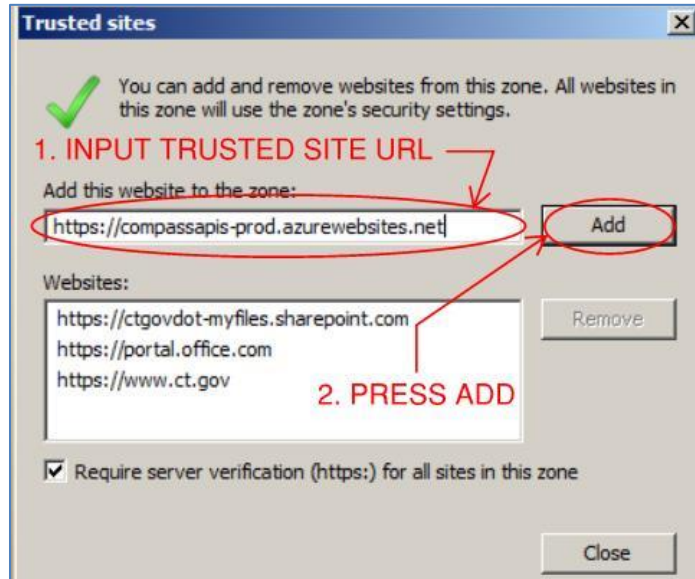 Trusted sites
You can add and remove websites from this zone. All websites in
this zone will use the zone's security settings.
1. INPUT TRUSTED SITE URL
Add this website to the zone:
https://compassapis-prod.azurewebsites.net
Add
Websites:
https://ctgovdot-myfiles.sharepoint.com
Remove
https://portal.office.com
https://www.ct.gov
2. PRESS ADD
Require server verification (https:) for all sites in this zone
Close